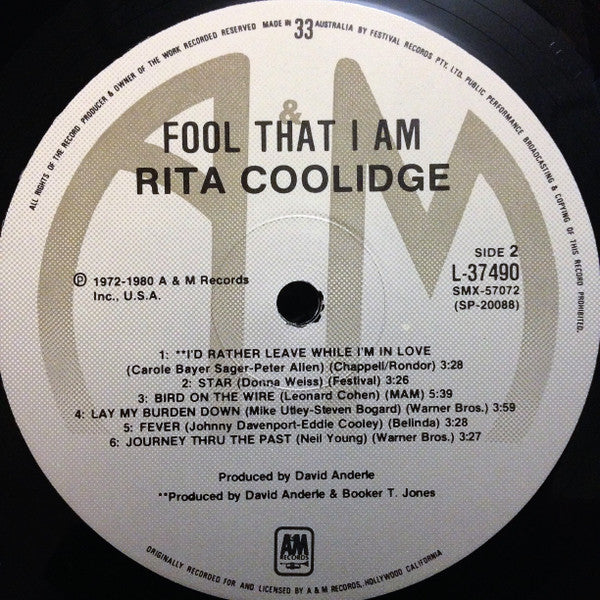 ALL RIGHTS OF THE RECORD PRODUCER & OWNER OF THE WORK RECORDED RESERVED MADE IN 33 AUSTRALIA BY FESTIVAL RECORDS PTY. LTD. PUBLIC PERFORMANCE BROADCASTING & COPYING OF THIS RECORD PROHIBITED.
A & M
FOOL THAT I AM
RITA COOLIDGE
℗ 1972-1980 A & M Records
Inc., U.S.A.
SIDE 2
L-37490
SMX-57072
(SP-20088)
1: **I'D RATHER LEAVE WHILE I'M IN LOVE
(Carole Bayer Sager-Peter Allen) (Chappell/Rondor) 3:28
2: STAR (Donna Weiss) (Festival) 3:26
3: BIRD ON THE WIRE (Leonard Cohen) (MAM) 5:39
4: LAY MY BURDEN DOWN (Mike Utley-Steven Bogard) (Warner Bros.) 3:59
5: FEVER (Johnny Davenport-Eddie Cooley) (Belinda) 3:28
6: JOURNEY THRU THE PAST (Neil Young) (Warner Bros.) 3:27
Produced by David Anderle
**Produced by David Anderle & Booker T. Jones
A&M
RECORDS
ORIGINALLY RECORDED FOR AND LICENSED BY A & M RECORDS, HOLLYWOOD CALIFORNIA